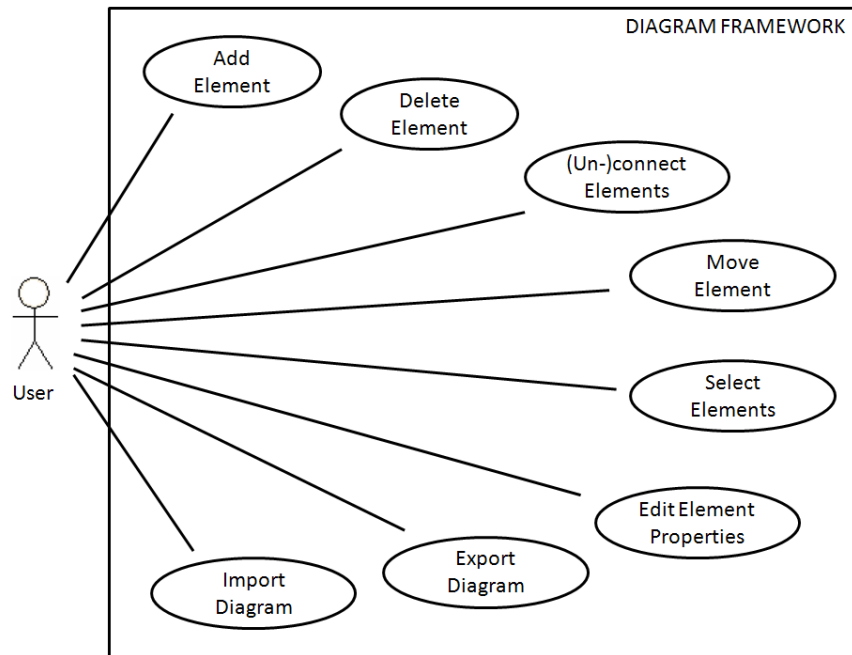 DIAGRAM FRAMEWORK
Add
Element
Delete
Element
(Un-)connect
Elements
Move
Element
Select
Elements
User
Edit Element
Properties
Export
Diagram
Import
Diagram